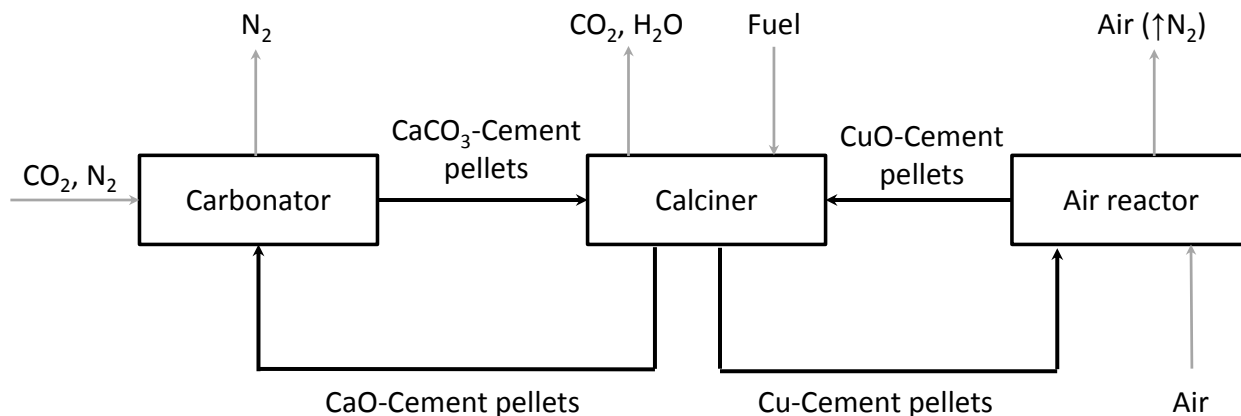 N₂
CO₂, H₂O
Fuel
Air (↑N₂)
CaCO₃-Cement
pellets
CuO-Cement
pellets
CO₂, N₂
Carbonator
Calciner
Air reactor
CaO-Cement pellets
Cu-Cement pellets
Air